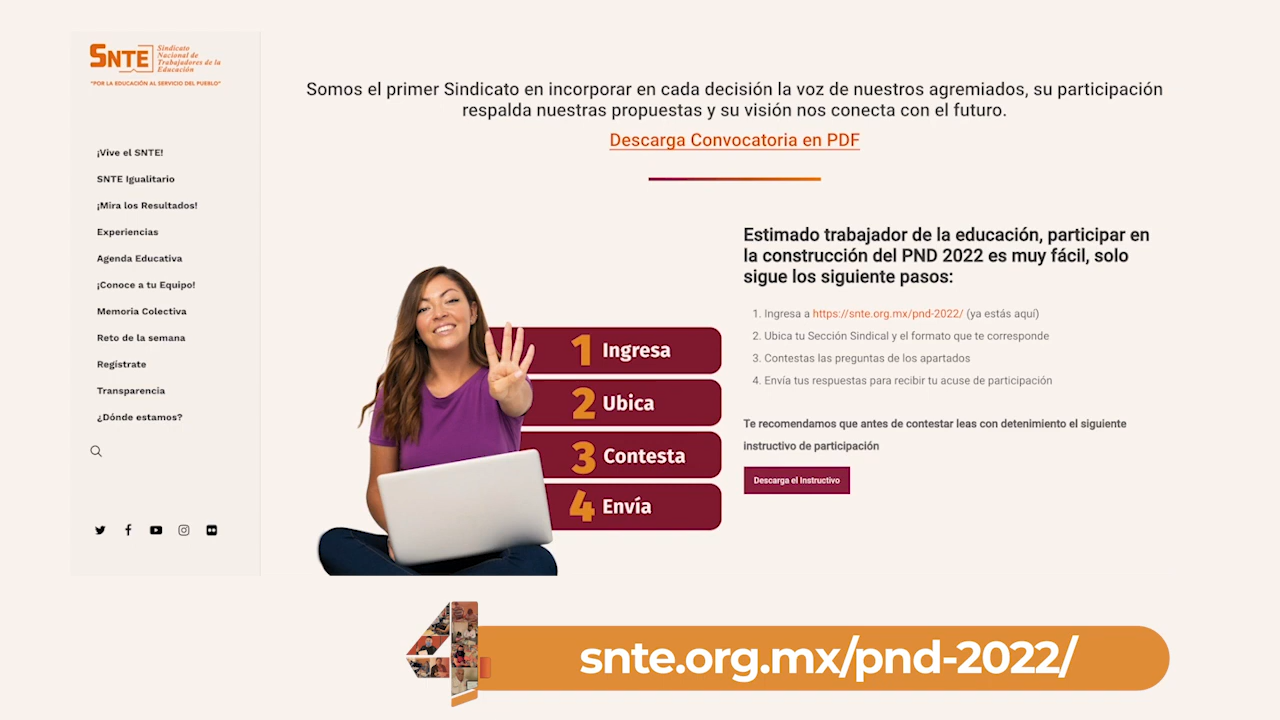 SNTE
Sindicato
Nacional de
Trabajadores de la
Educación
"POR LA EDUCACIÓN AL SERVICIO DEL PUEBLO"
¡Vive el SNTE!
SNTE Igualitario
¡Mira los Resultados!
Experiencias
Agenda Educativa
¡Conoce a tu Equipo!
Memoria Colectiva
Reto de la semana
Regístrate
Transparencia
¿Dónde estamos?
Somos el primer Sindicato en incorporar en cada decisión la voz de nuestros agremiados, su participación
respalda nuestras propuestas y su visión nos conecta con el futuro.
Descarga Convocatoria en PDF
1 Ingresa
2 Ubica
3 Contesta
4 Envía
Estimado trabajador de la educación, participar en
la construcción del PND 2022 es muy fácil, solo
sigue los siguiente pasos:
1. Ingresa a https://snte.org.mx/pnd-2022/ (ya estás aquí)
2. Ubica tu Sección Sindical y el formato que te corresponde
3. Contestas las preguntas de los apartados
4. Envía tus respuestas para recibir tu acuse de participación
Te recomendamos que antes de contestar leas con detenimiento el siguiente
instructivo de participación
Descarga el Instructivo
4
snte.org.mx/pnd-2022/